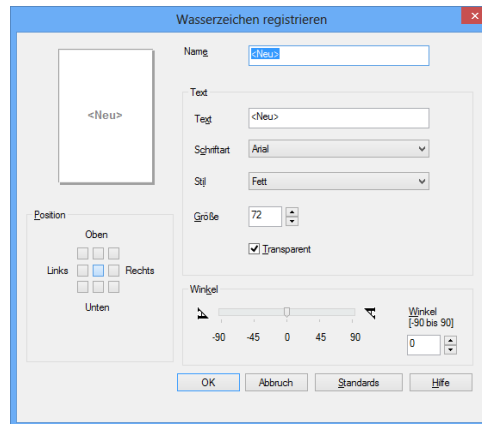 Wasserzeichen registrieren
Name
<Neu>
<Neu>
Text
Text
<Neu>
Schriftart
Arial
Stil
Fett
Größe
72
Transparent
Position
Oben
Links
Rechts
Unten
Winkel
A
A
-90
-45
0
45
90
Winkel
[-90 bis 90]
0
OK
Abbruch
Standards
Hilfe